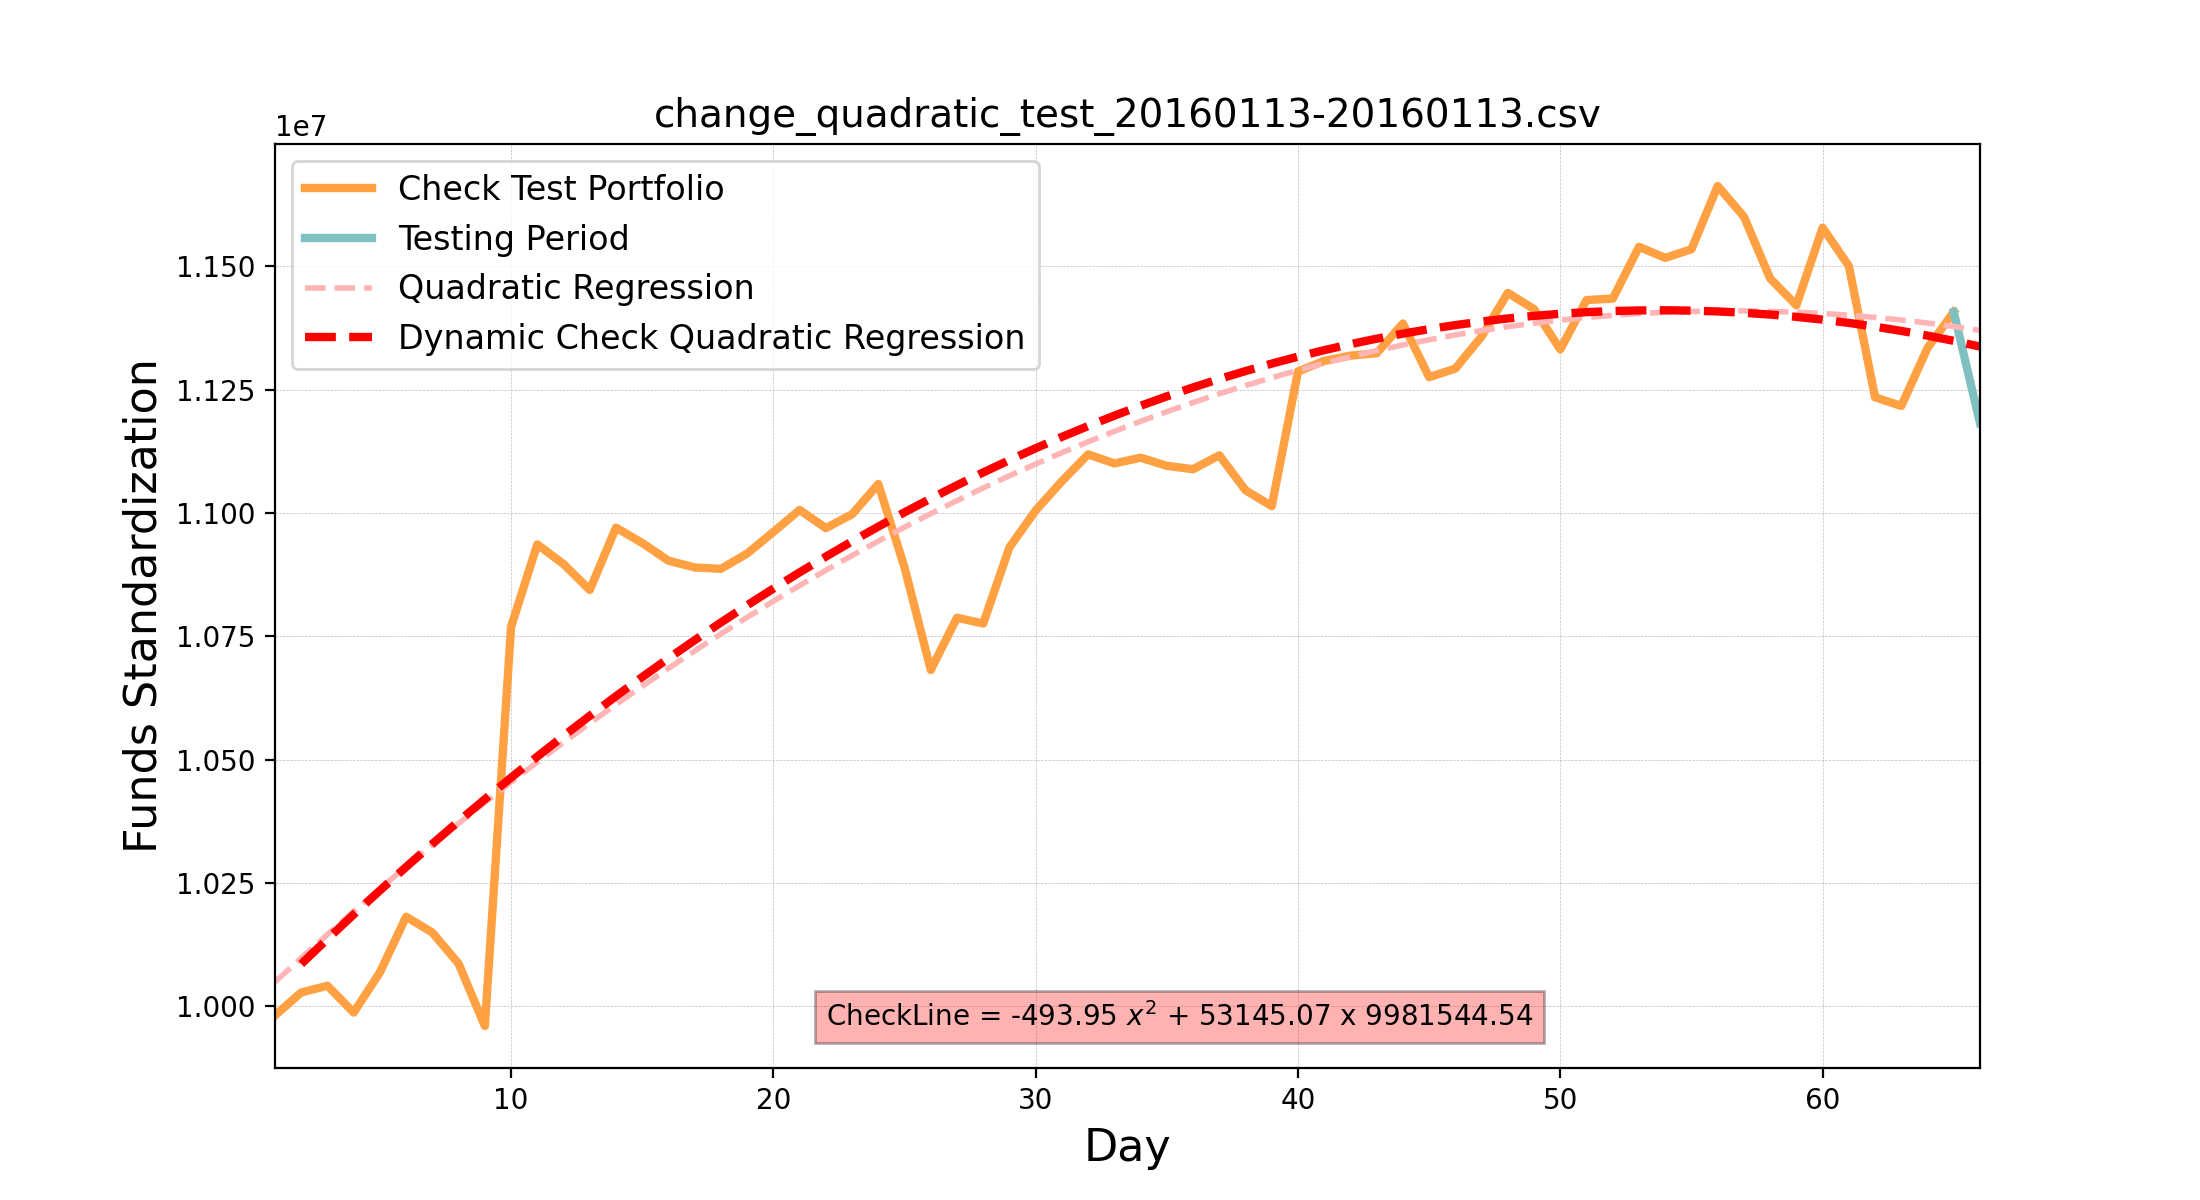 change_quadratic_test_20160113-20160113.csv
1e7
Check Test Portfolio
Testing Period
Quadratic Regression
Dynamic Check Quadratic Regression
Funds Standardization
1.150
1.125
1.100
1.075
1.050
1.025
1.000
CheckLine = -493.95 x² + 53145.07 x 9981544.54
10 20 30 40 50 60
Day